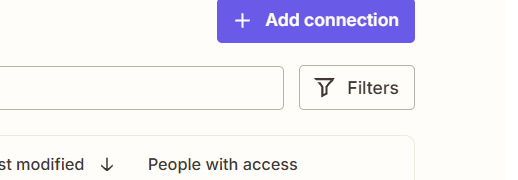 Add connection
Filters
st modified People with access